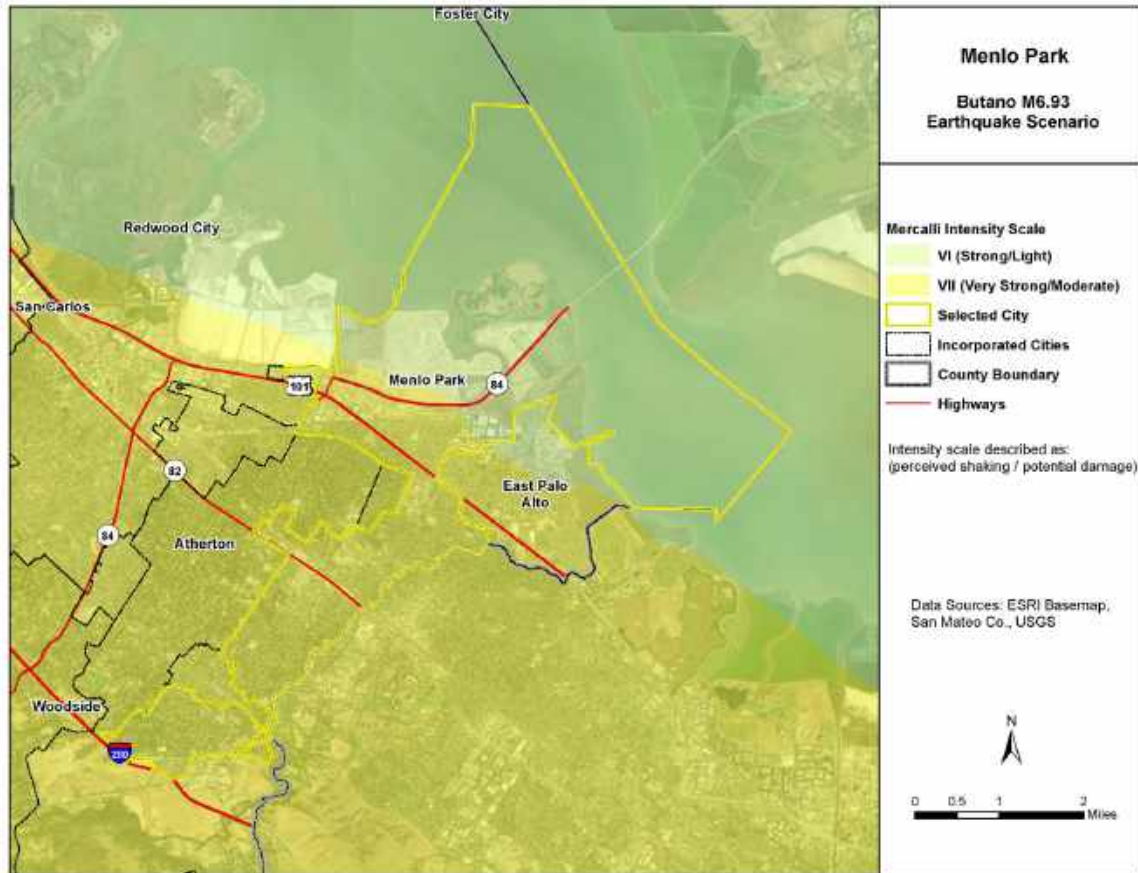 Foster City
Redwood City
San Carlos
101
Menlo Park
84
82
East Palo
Alto
84
Atherton
Woodside
280
Menlo Park
Butano M6.93
Earthquake Scenario
Mercalli Intensity Scale
VI (Strong/Light)
VII (Very Strong/Moderate)
Selected City
Incorporated Cities
County Boundary
Highways
Intensity scale described as:
(perceived shaking / potential damage)
Data Sources: ESRI Basemap,
San Mateo Co., USGS
N
0 0.5 1 2
Miles